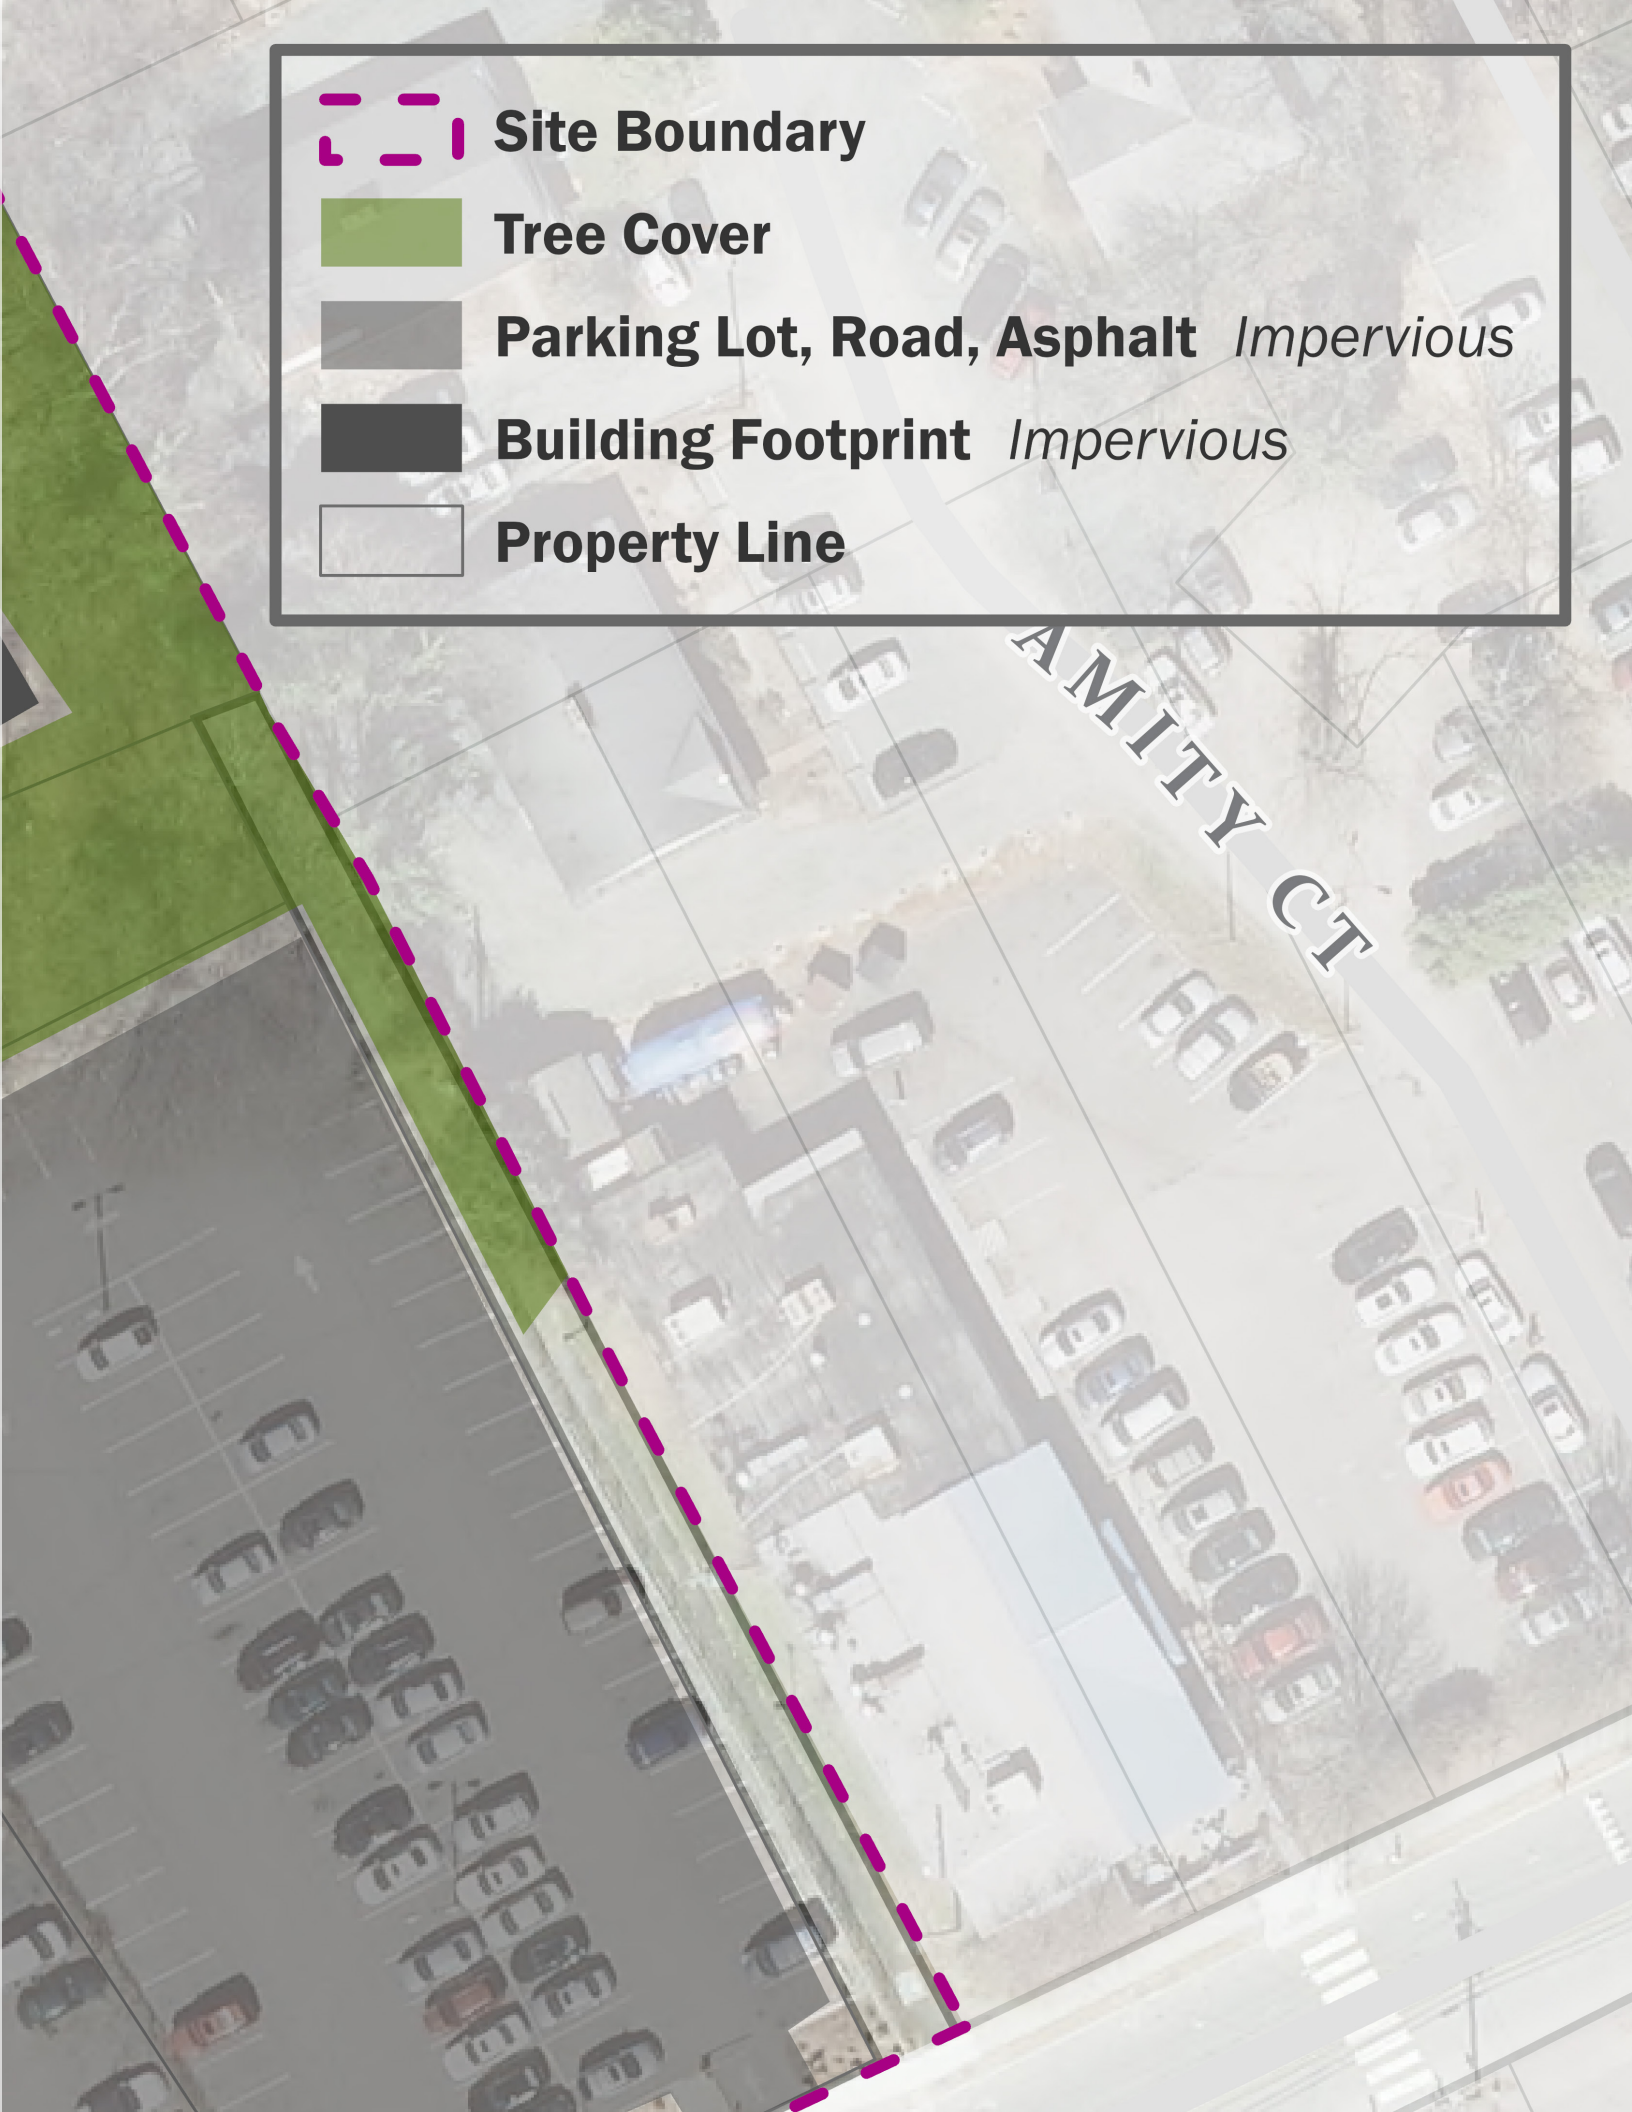 Site Boundary
Tree Cover
Parking Lot, Road, Asphalt Impervious
Building Footprint Impervious
Property Line
AMITY CT